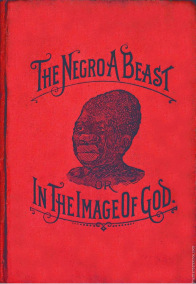 THE NEGRO A BEAST
OR
IN THE IMAGE OF GOD.